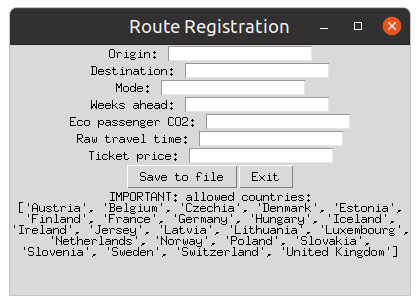 Route Registration
Origin:
Destination:
Mode:
Weeks ahead:
Eco passenger CO2:
Raw travel time:
Ticket price:
Save to file Exit
IMPORTANT: allowed countries:
['Austria', 'Belgium', 'Czechia', 'Denmark', 'Estonia',
'Finland', 'France', 'Germany', 'Hungary', 'Iceland',
'Ireland', 'Jersey', 'Latvia', 'Lithuania', 'Luxembourg',
'Netherlands', 'Norway', 'Poland', 'Slovakia',
'Slovenia', 'Sweden', 'Switzerland', 'United Kingdom']